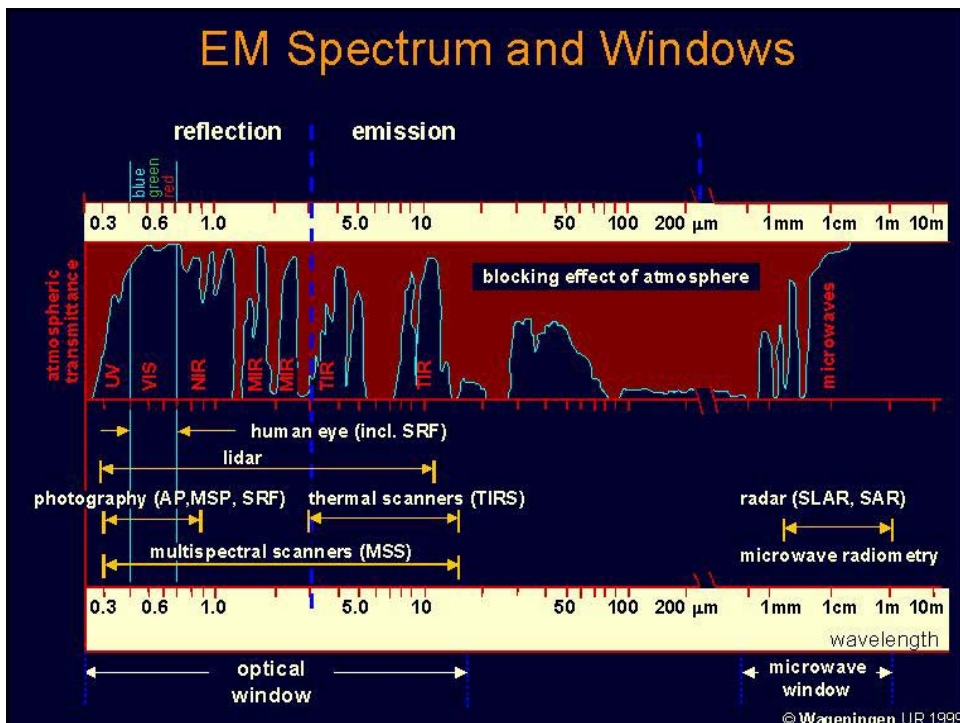 EM Spectrum and Windows
reflection emission
blue
green
red
0.3 0.6 1.0 5.0 10 50 100 200 μm 1mm 1cm 1m 10m
atmospheric
transmittance
blocking effect of atmosphere
UV VIS NIR MIR MIR TIR TIR microwaves
human eye (incl. SRF)
lidar
photography (AP,MSP, SRF) thermal scanners (TIRS) radar (SLAR, SAR)
multispectral scanners (MSS) microwave radiometry
0.3 0.6 1.0 5.0 10 50 100 200 μm 1mm 1cm 1m 10m
wavelength
optical
window
microwave
window
© Wageningen UR 1999